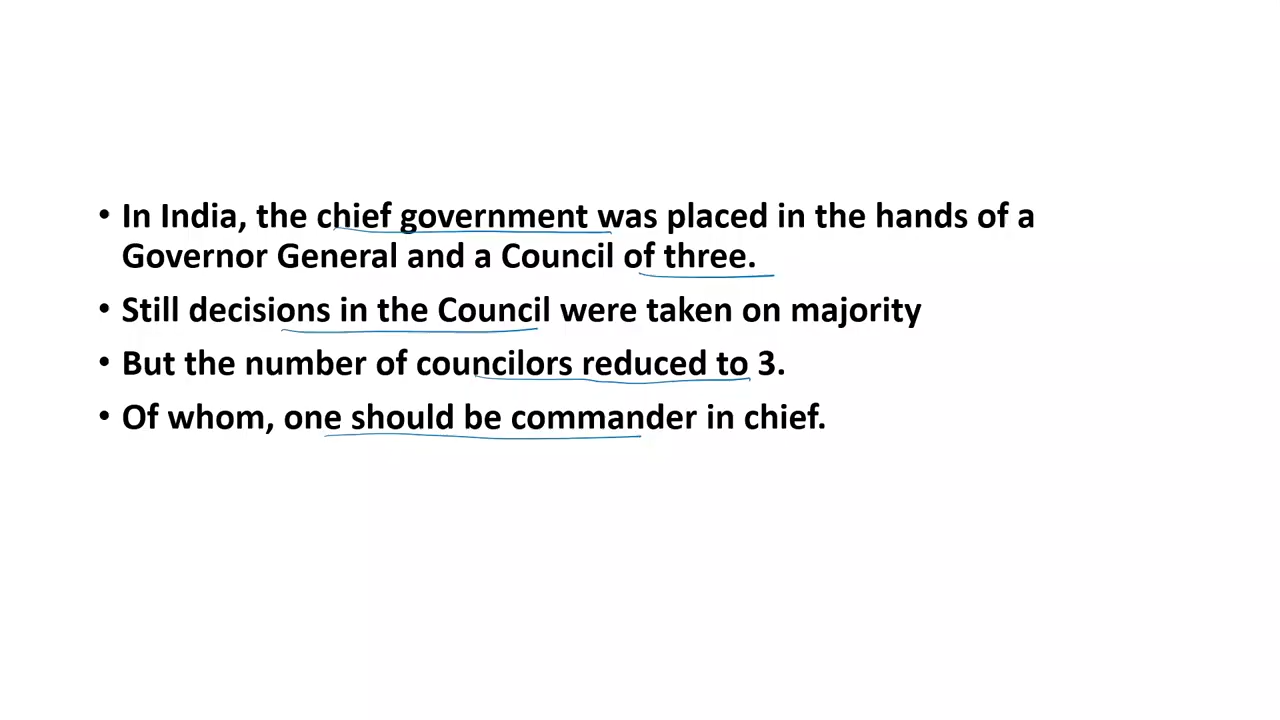 • In India, the chief government was placed in the hands of a
Governor General and a Council of three.
• Still decisions in the Council were taken on majority
• But the number of councilors reduced to 3.
• Of whom, one should be commander in chief.